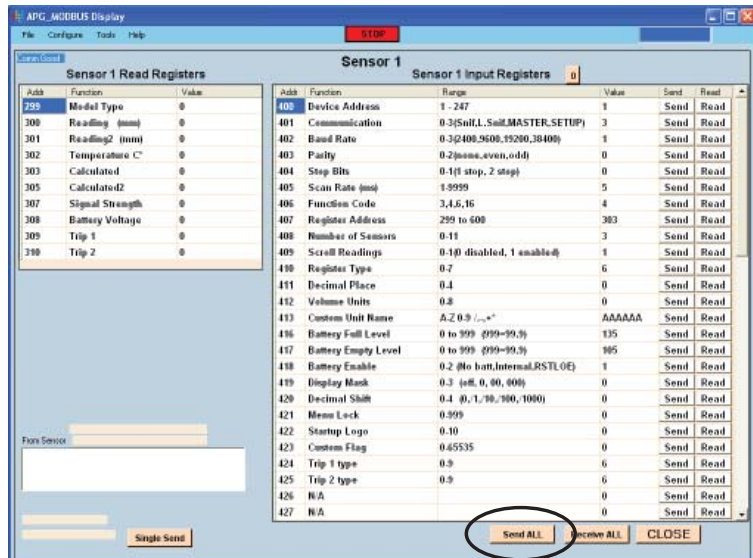 APG_MODBUS Display
File Configure Tools Help STOP
Comm Good
Sensor 1
Sensor 1 Read Registers
Addr Function Value
299 Model Type 0
300 Reading (mm) 0
301 Reading2 (mm) 0
302 Temperature C° 0
303 Calculated 0
305 Calculated2 0
307 Signal Strength 0
308 Battery Voltage 0
309 Trip 1 0
310 Trip 2 0
From Sensor
Single Send
Sensor 1 Input Registers 0
Addr Function Range Value Send Read
400 Device Address 1 - 247 1 Send Read
401 Communication 0-3(Snif,L.Snif,MASTER,SETUP) 3 Send Read
402 Baud Rate 0-3(2400,9600,19200,38400) 1 Send Read
403 Parity 0-2(none,even,odd) 0 Send Read
404 Stop Bits 0-1(1 stop, 2 stop) 0 Send Read
405 Scan Rate (ms) 1-9999 5 Send Read
406 Function Code 3,4,6,16 4 Send Read
407 Register Address 299 to 600 303 Send Read
408 Number of Sensors 0-11 3 Send Read
409 Scroll Readings 0-1(0 disabled, 1 enabled) 1 Send Read
410 Register Type 0-7 6 Send Read
411 Decimal Place 0-4 0 Send Read
412 Volume Units 0-8 0 Send Read
413 Custom Unit Name A-Z 0-9 AAAAAA Send Read
416 Battery Full Level 0 to 999 (999=99.9) 135 Send Read
417 Battery Empty Level 0 to 999 (999=99.9) 105 Send Read
418 Battery Enable 0-2 (No batt,Internal,RSTLOE) 1 Send Read
419 Display Mask 0-3 (off, 0, 00, 000) 0 Send Read
420 Decimal Shift 0-4 (0,/1,/10,/100,/1000) 0 Send Read
421 Menu Lock 0-999 0 Send Read
422 Startup Logo 0-10 0 Send Read
423 Custom Flag 0-65535 0 Send Read
424 Trip 1 type 0-9 6 Send Read
425 Trip 2 type 0-9 6 Send Read
426 N/A 0 Send Read
427 N/A 0 Send Read
Send ALL Receive ALL CLOSE